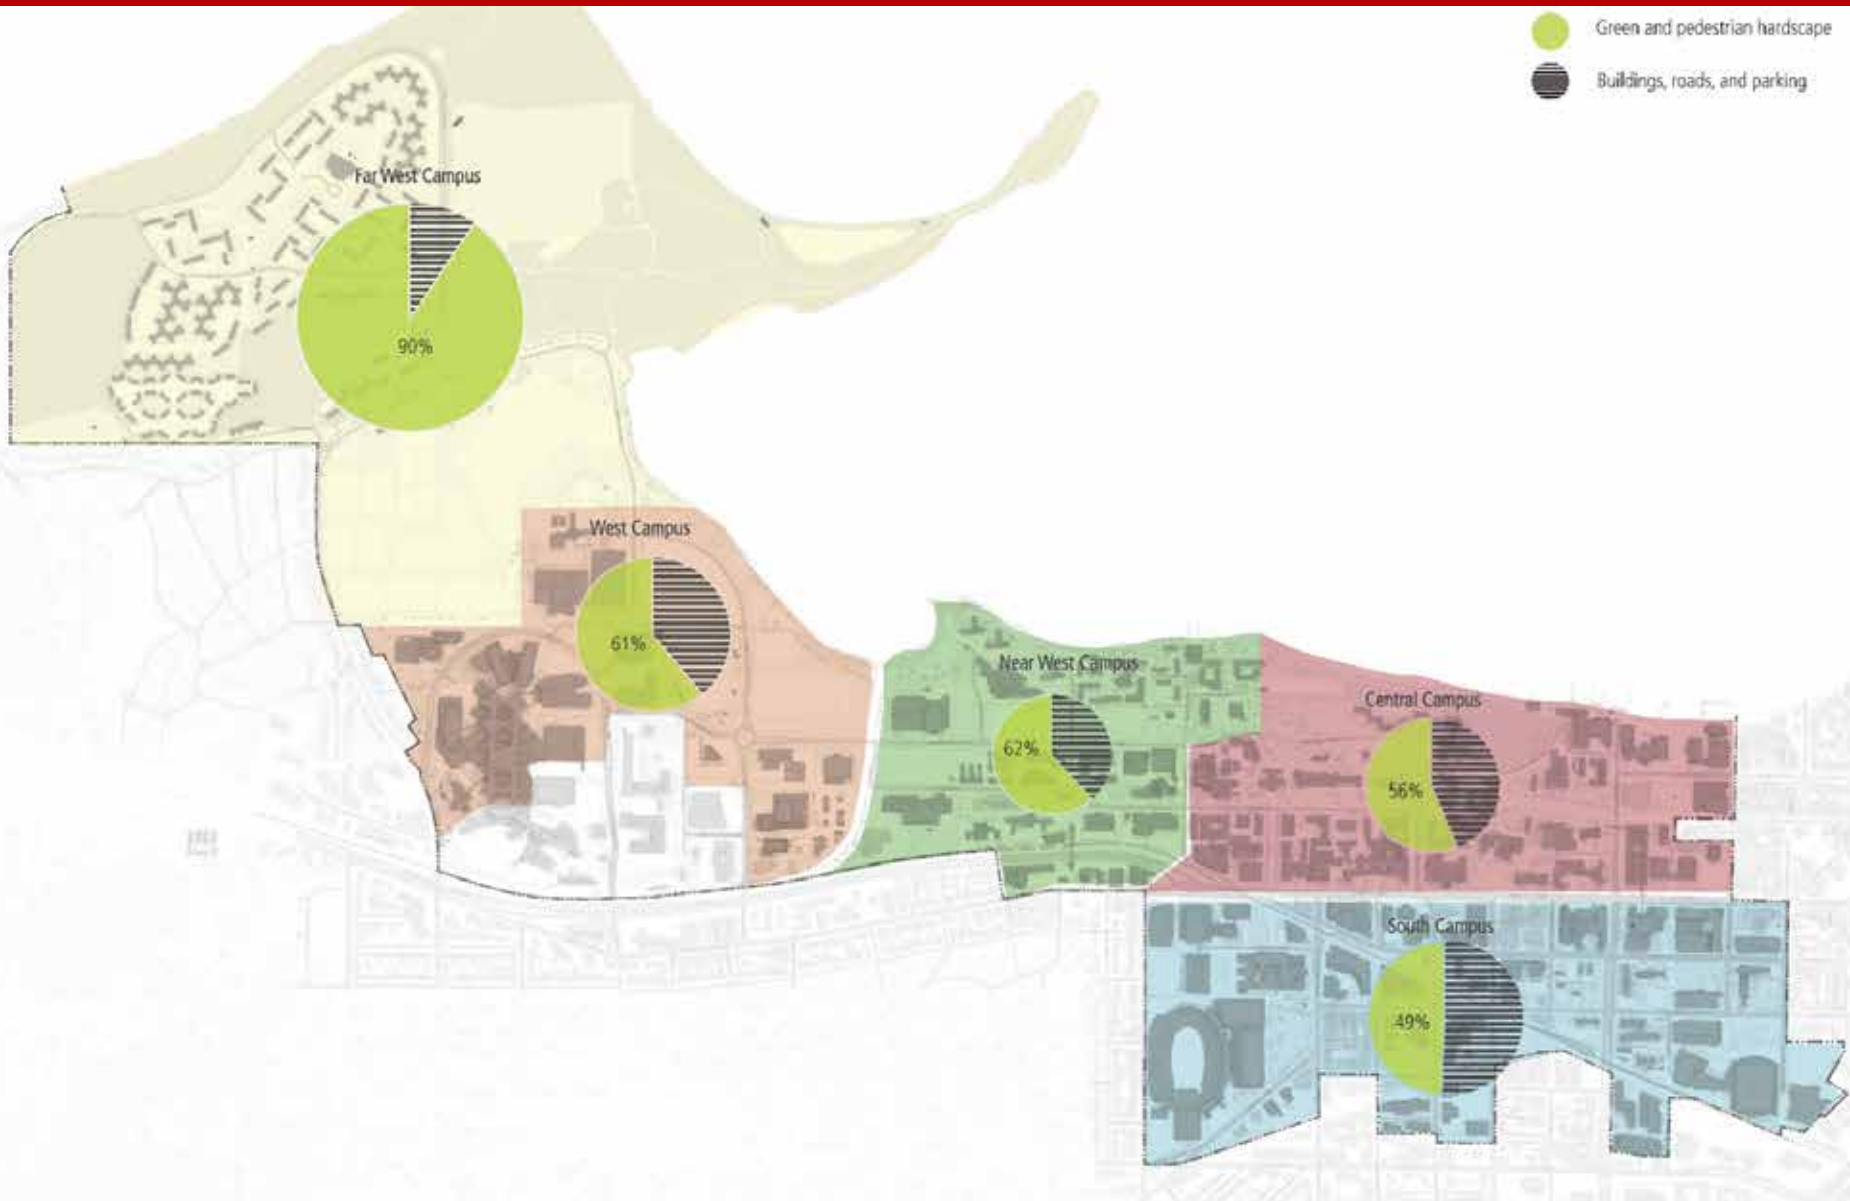 Green and pedestrian hardscape
Buildings, roads, and parking
Far West Campus
90%
West Campus
61%
Near West Campus
62%
Central Campus
56%
South Campus
49%